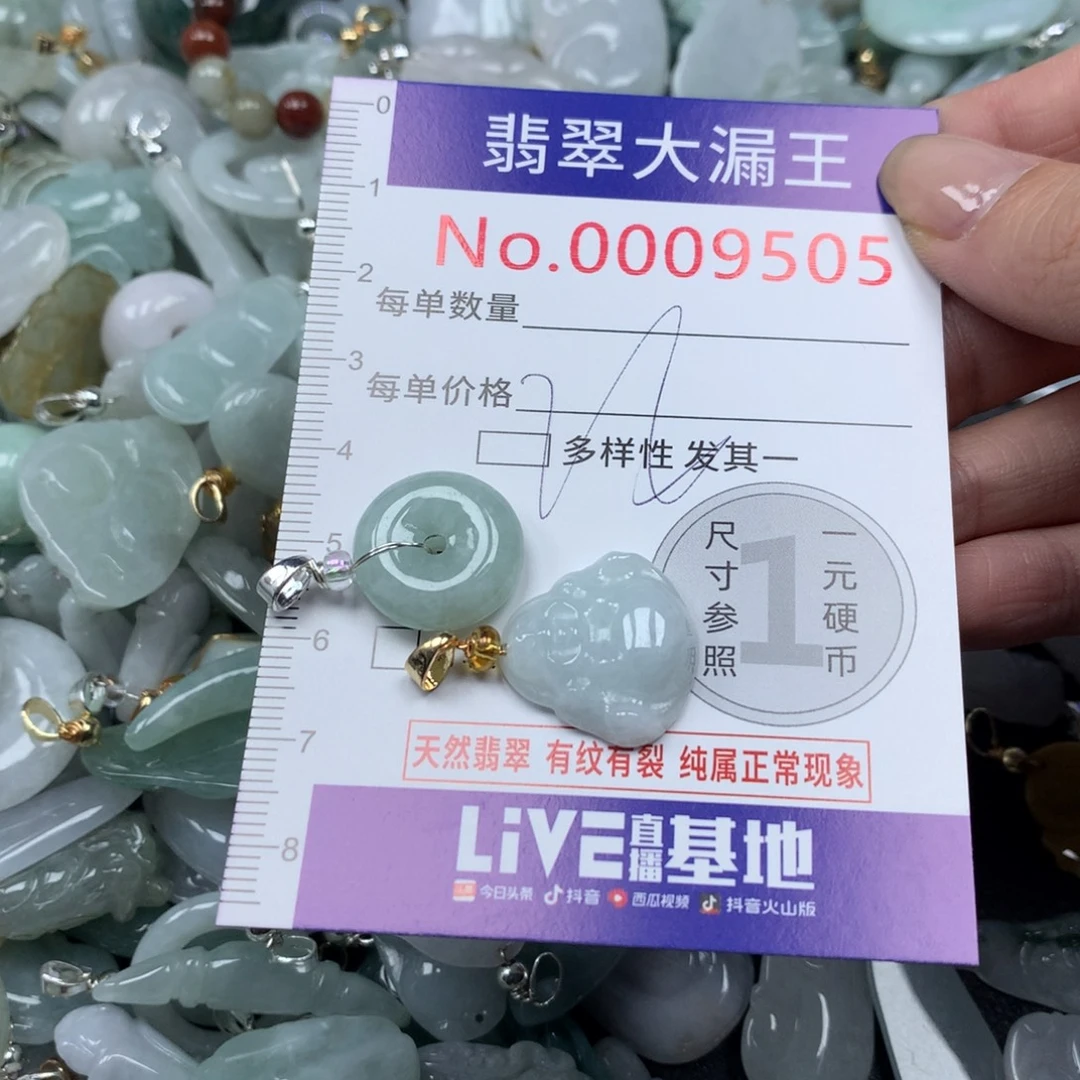 翡翠大漏王
No.0009505
每单数量
每单价格
多样性 发其一
尺寸参照
1
一元硬币
天然翡翠 有纹有裂 纯属正常现象
LiVE直播基地
今日头条 抖音 西瓜视频 抖音火山版
0
1
2
3
4
5
6
7
8